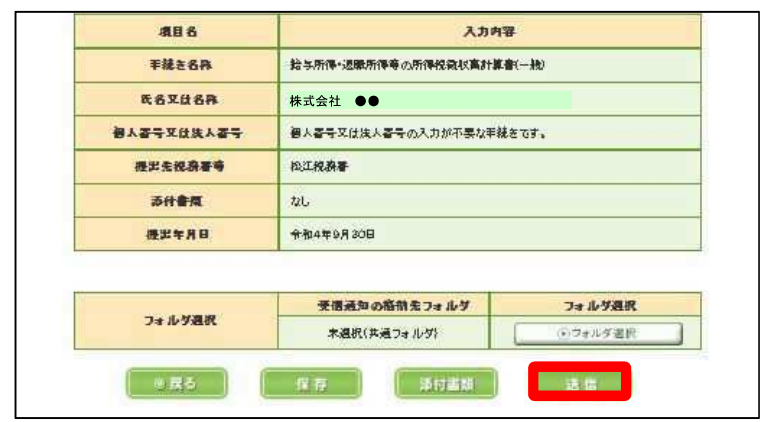 項目名 入力内容
手続き名称 給与所得・退職所得等の所得税徴収高計算書(一般)
氏名又は名称 株式会社 ●●
個人番号又は法人番号 個人番号又は法人番号の入力が不要な手続きです。
提出先税務署等 松江税務署
添付書類 なし
提出年月日 令和4年9月30日
フォルダ選択 受信通知の格納先フォルダ フォルダ選択
未選択(共通フォルダ) フォルダ選択
戻る 保存 添付書類 送信